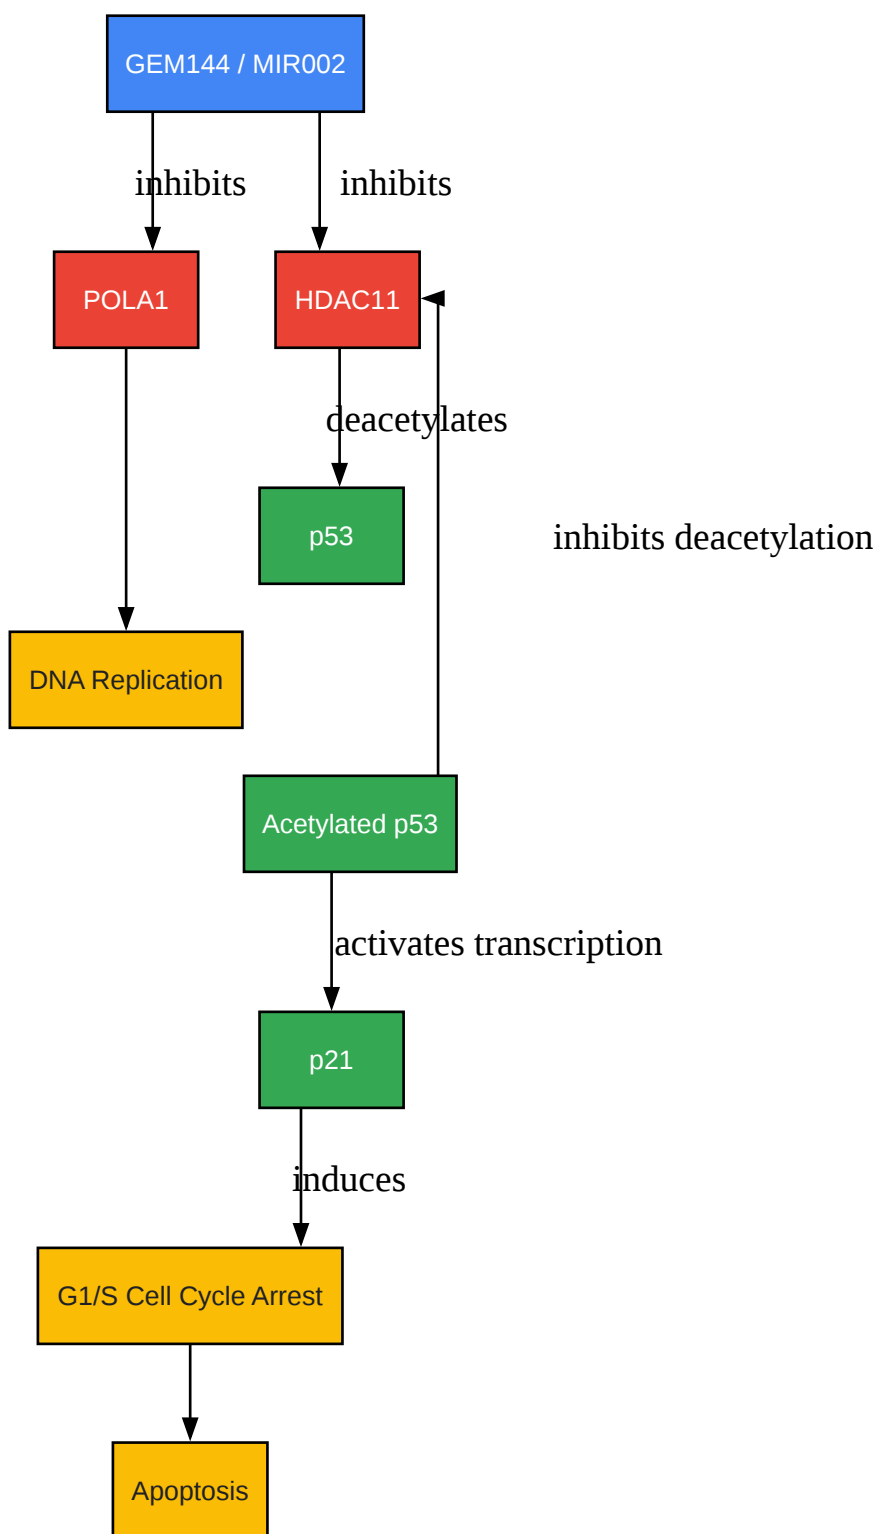 GEM144 / MIR002
inhibits
inhibits
POLA1
HDAC11
deacetylates
p53
inhibits deacetylation
DNA Replication
Acetylated p53
activates transcription
p21
induces
G1/S Cell Cycle Arrest
Apoptosis